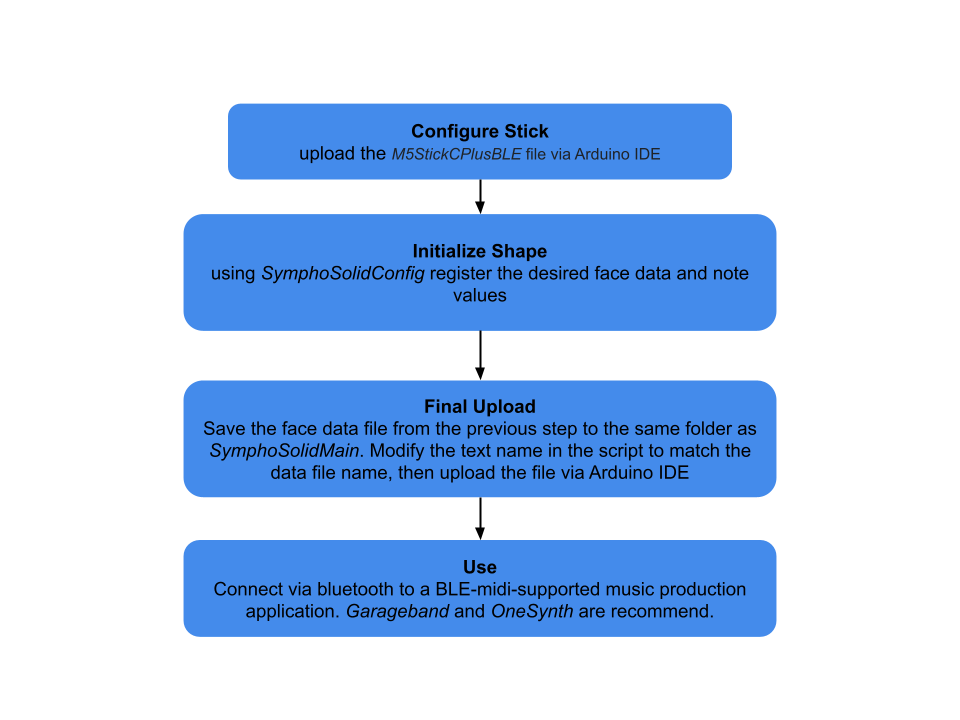 Configure Stick
upload the M5StickCPlusBLE file via Arduino IDE
Initialize Shape
using SymphoSolidConfig register the desired face data and note
values
Final Upload
Save the face data file from the previous step to the same folder as
SymphoSolidMain. Modify the text name in the script to match the
data file name, then upload the file via Arduino IDE
Use
Connect via bluetooth to a BLE-midi-supported music production
application. Garageband and OneSynth are recommend.